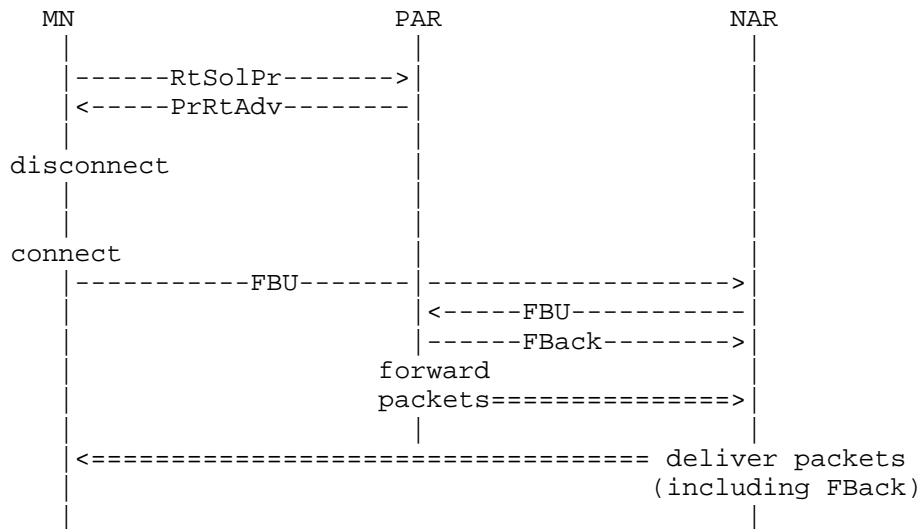 MN PAR NAR
| | |
|------RtSolPr------->| |
|<-----PrRtAdv--------| |
| | |
disconnect | |
| | |
| | |
connect | |
|-----------FBU-------|------------------->|
| |<-----FBU-----------|
| |------FBack-------->|
| forward |
| packets===============>|
| | |
|<=================================== deliver packets
| (including FBack)
| |